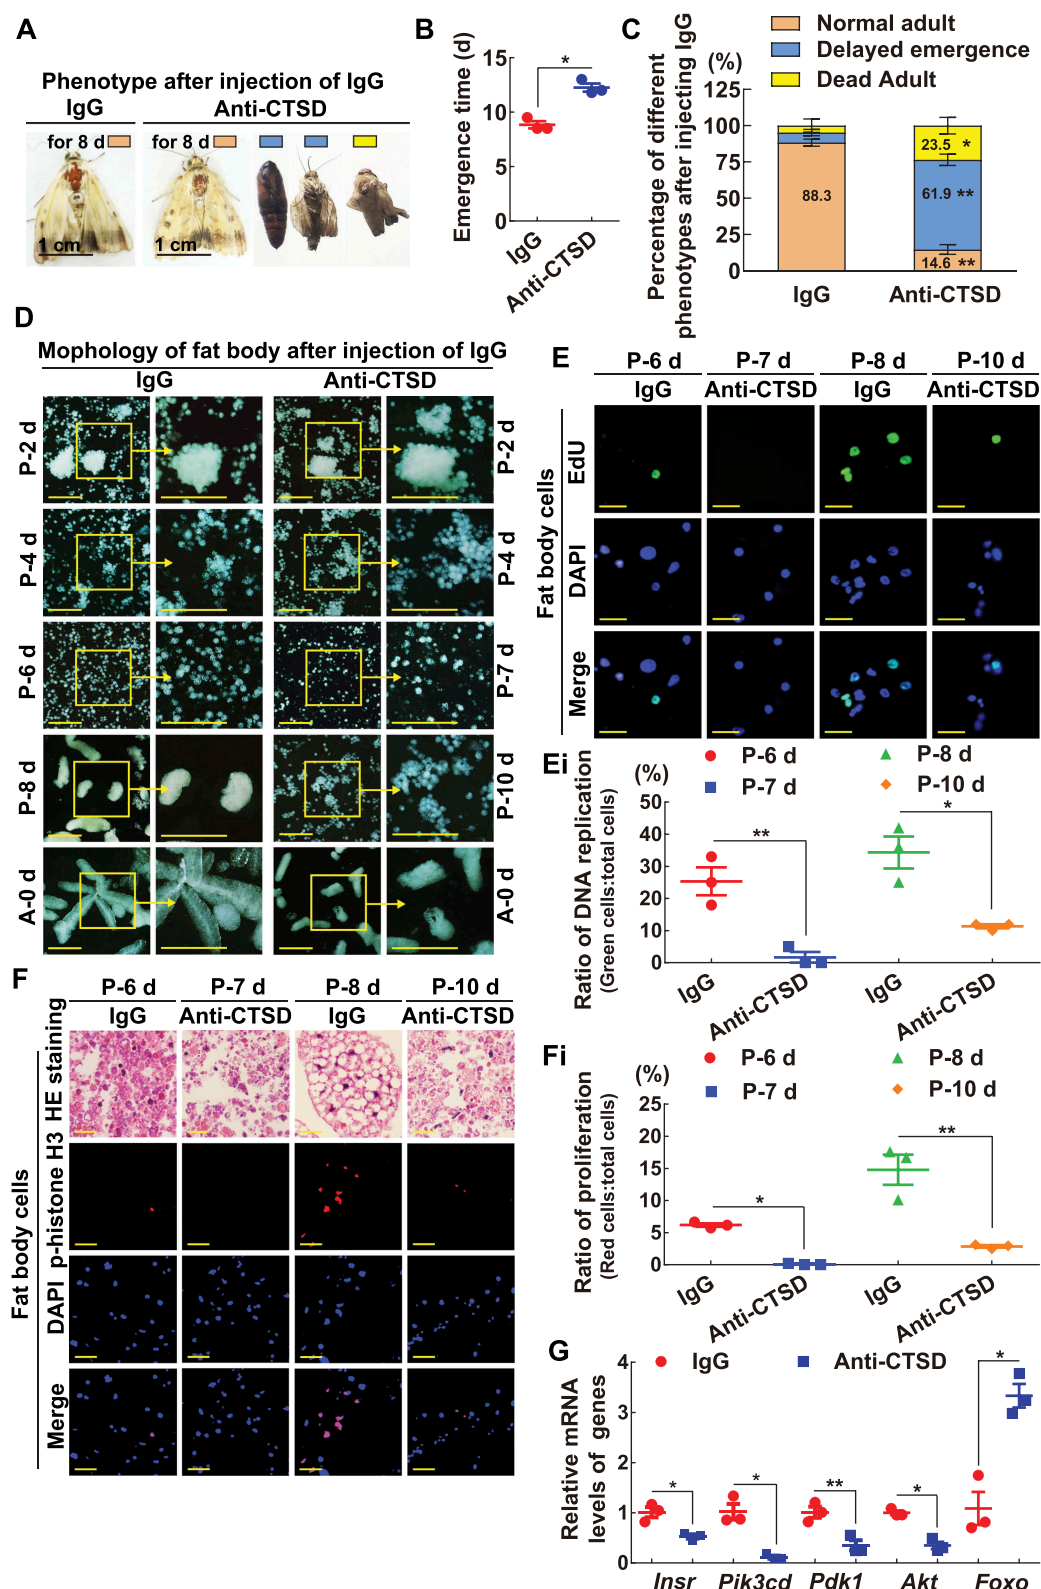 A
Phenotype after injection of IgG
IgG
Anti-CTSD
for 8 d
for 8 d
1 cm
1 cm
B
Emergence time (d)
15
10
5
0
*
IgG
Anti-CTSD
C
Normal adult
Delayed emergence
Dead Adult
Percentage of different
phenotypes after injecting IgG
(%)
100
75
50
25
0
88.3
23.5 *
61.9 **
14.6 **
IgG
Anti-CTSD
D
Mophology of fat body after injection of IgG
IgG
Anti-CTSD
P-2 d
P-2 d
P-4 d
P-4 d
P-6 d
P-7 d
P-8 d
P-10 d
A-0 d
A-0 d
E
P-6 d
P-7 d
P-8 d
P-10 d
IgG
Anti-CTSD
IgG
Anti-CTSD
Fat body cells
EdU
DAPI
Merge
Ei
P-6 d
P-8 d
P-7 d
P-10 d
(%)
Ratio of DNA replication
(Green cells:total cells)
50
40
30
20
10
0
**
*
IgG
Anti-CTSD
IgG
Anti-CTSD
F
P-6 d
P-7 d
P-8 d
P-10 d
IgG
Anti-CTSD
IgG
Anti-CTSD
Fat body cells
HE staining
p-histone H3
DAPI
Merge
Fi
P-6 d
P-8 d
P-7 d
P-10 d
(%)
Ratio of proliferation
(Red cells:total cells)
25
20
15
10
5
0
*
**
IgG
Anti-CTSD
IgG
Anti-CTSD
G
IgG
Anti-CTSD
Relative mRNA
levels of genes
4
3
2
1
0
*
*
**
*
*
Insr
Pik3cd
Pdk1
Akt
Foxo